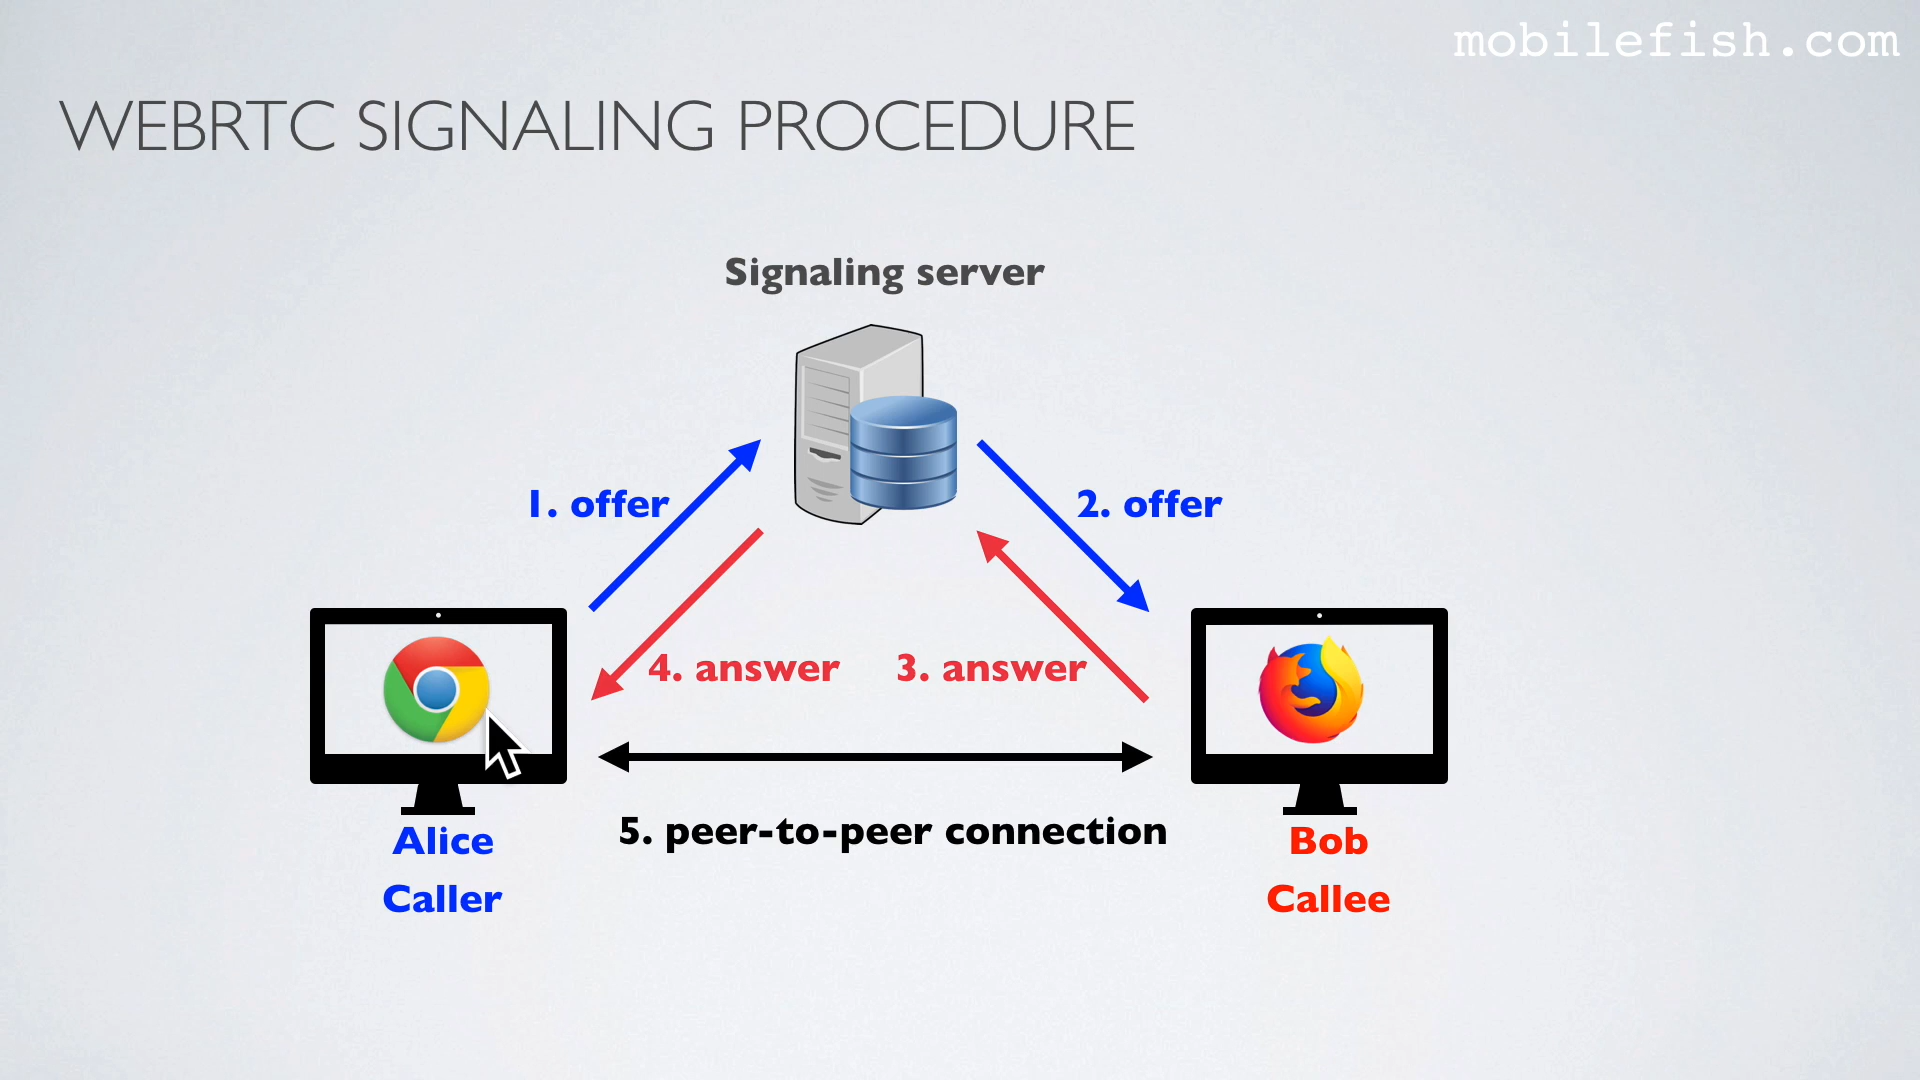 mobilefish.com
WEBRTC SIGNALING PROCEDURE
Signaling server
1. offer
2. offer
4. answer
3. answer
5. peer-to-peer connection
Alice
Caller
Bob
Callee